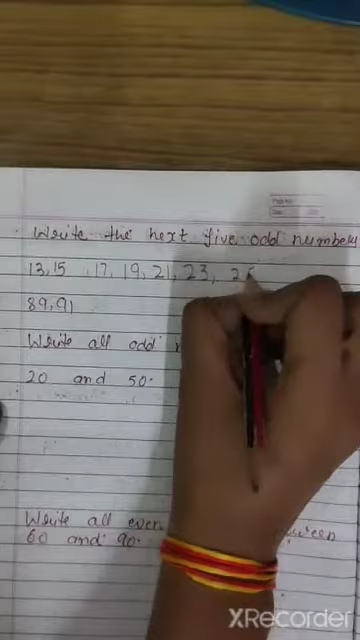 Write the next five odd numbers
13, 15, 17, 19, 21, 23, 25
89, 91
Write all odd
20 and 50.
Write all even
60 and 90.
XRecorder